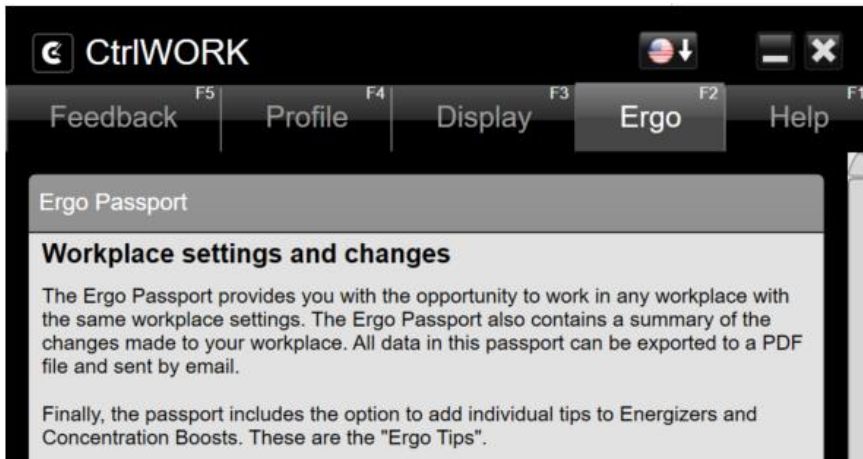 CtrlWORK
Feedback F5 Profile F4 Display F3 Ergo F2 Help F1
Ergo Passport
Workplace settings and changes
The Ergo Passport provides you with the opportunity to work in any workplace with
the same workplace settings. The Ergo Passport also contains a summary of the
changes made to your workplace. All data in this passport can be exported to a PDF
file and sent by email.
Finally, the passport includes the option to add individual tips to Energizers and
Concentration Boosts. These are the "Ergo Tips".